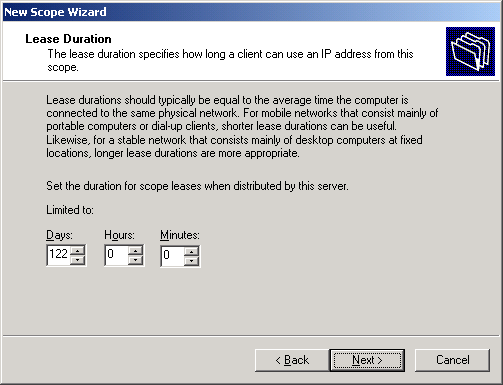 New Scope Wizard
Lease Duration
The lease duration specifies how long a client can use an IP address from this
scope.
Lease durations should typically be equal to the average time the computer is
connected to the same physical network. For mobile networks that consist mainly of
portable computers or dial-up clients, shorter lease durations can be useful.
Likewise, for a stable network that consists mainly of desktop computers at fixed
locations, longer lease durations are more appropriate.
Set the duration for scope leases when distributed by this server.
Limited to:
Days: Hours: Minutes:
122 0 0
< Back Next > Cancel